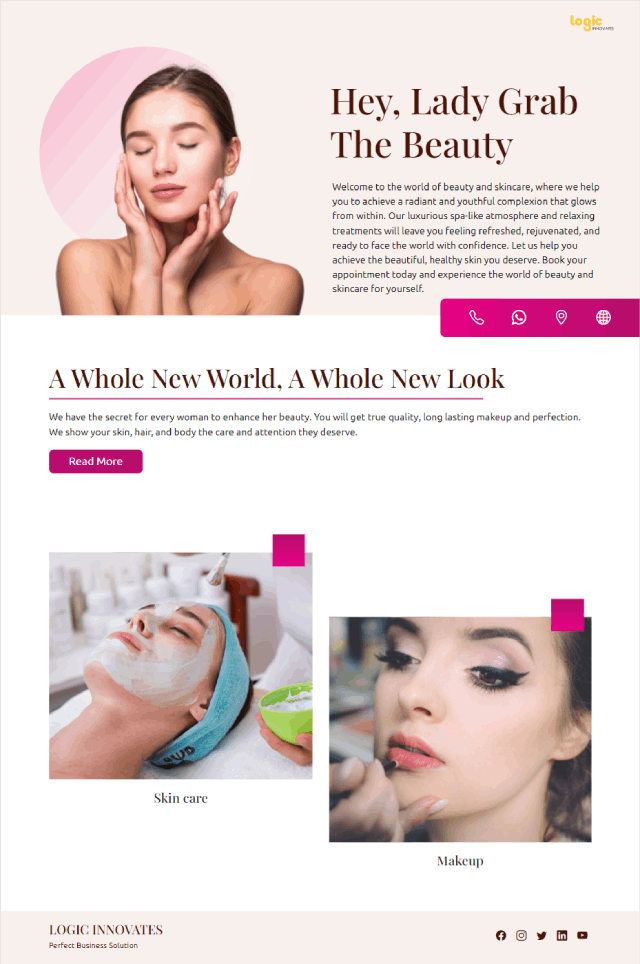 logic
INNOVATES
Hey, Lady Grab
The Beauty
Welcome to the world of beauty and skincare, where we help
you to achieve a radiant and youthful complexion that glows
from within. Our luxurious spa-like atmosphere and relaxing
treatments will leave you feeling refreshed, rejuvenated, and
ready to face the world with confidence. Let us help you
achieve the beautiful, healthy skin you deserve. Book your
appointment today and experience the world of beauty and
skincare for yourself.
A Whole New World, A Whole New Look
We have the secret for every woman to enhance her beauty. You will get true quality, long lasting makeup and perfection.
We show your skin, hair, and body the care and attention they deserve.
Read More
Skin care
Makeup
LOGIC INNOVATES
Perfect Business Solution